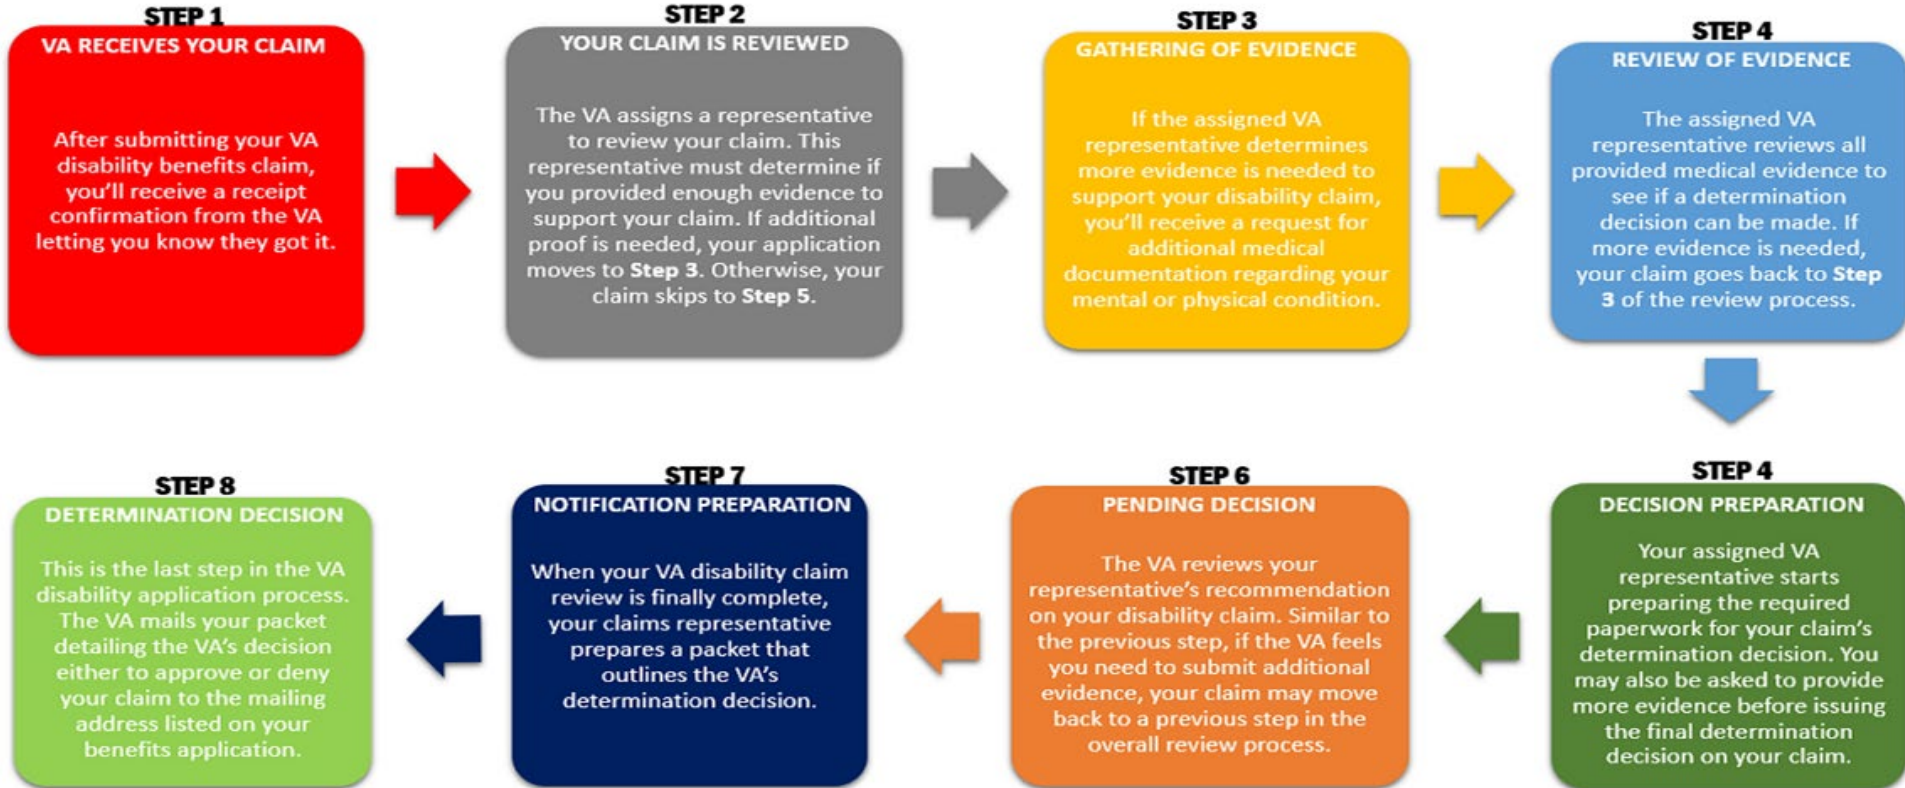 STEP 1
VA RECEIVES YOUR CLAIM
After submitting your VA
disability benefits claim,
you'll receive a receipt
confirmation from the VA
letting you know they got it.
STEP 2
YOUR CLAIM IS REVIEWED
The VA assigns a representative
to review your claim. This
representative must determine if
you provided enough evidence to
support your claim. If additional
proof is needed, your application
moves to Step 3. Otherwise, your
claim skips to Step 5.
STEP 3
GATHERING OF EVIDENCE
If the assigned VA
representative determines
more evidence is needed to
support your disability claim,
you'll receive a request for
additional medical
documentation regarding your
mental or physical condition.
STEP 4
REVIEW OF EVIDENCE
The assigned VA
representative reviews all
provided medical evidence to
see if a determination
decision can be made. If
more evidence is needed,
your claim goes back to Step
3 of the review process.
STEP 4
DECISION PREPARATION
Your assigned VA
representative starts
preparing the required
paperwork for your claim's
determination decision. You
may also be asked to provide
more evidence before issuing
the final determination
decision on your claim.
STEP 6
PENDING DECISION
The VA reviews your
representative's recommendation
on your disability claim. Similar to
the previous step, if the VA feels
you need to submit additional
evidence, your claim may move
back to a previous step in the
overall review process.
STEP 7
NOTIFICATION PREPARATION
When your VA disability claim
review is finally complete,
your claims representative
prepares a packet that
outlines the VA's
determination decision.
STEP 8
DETERMINATION DECISION
This is the last step in the VA
disability application process.
The VA mails your packet
detailing the VA's decision
either to approve or deny
your claim to the mailing
address listed on your
benefits application.